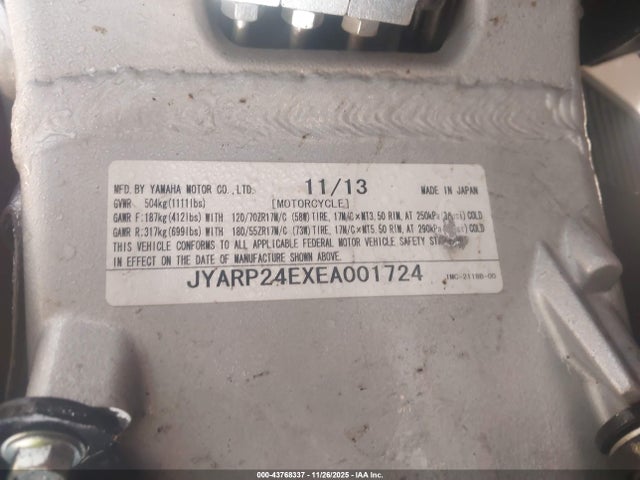 MFD. BY YAMAHA MOTOR CO.,LTD. 11/13 MADE IN JAPAN
GVWR 504kg(1111lbs) [MOTORCYCLE]
GAWR F:187kg(412lbs) WITH 120/70ZR17M/C (58W) TIRE, 17M/C×MT3.50 RIM, AT 250kPa COLD
GAWR R:317kg(699lbs) WITH 180/55ZR17M/C (73W) TIRE, 17M/C×MT5.50 RIM, AT 290kPa COLD
THIS VEHICLE CONFORMS TO ALL APPLICABLE FEDERAL MOTOR VEHICLE SAFETY
IN EFFECT ON THE DATE OF MANUFACTURE SHOWN ABOVE.
JYARP24EXEA001724 1MC-2118B-00
000-43768337 | 11/26/2025 | IAA Inc.